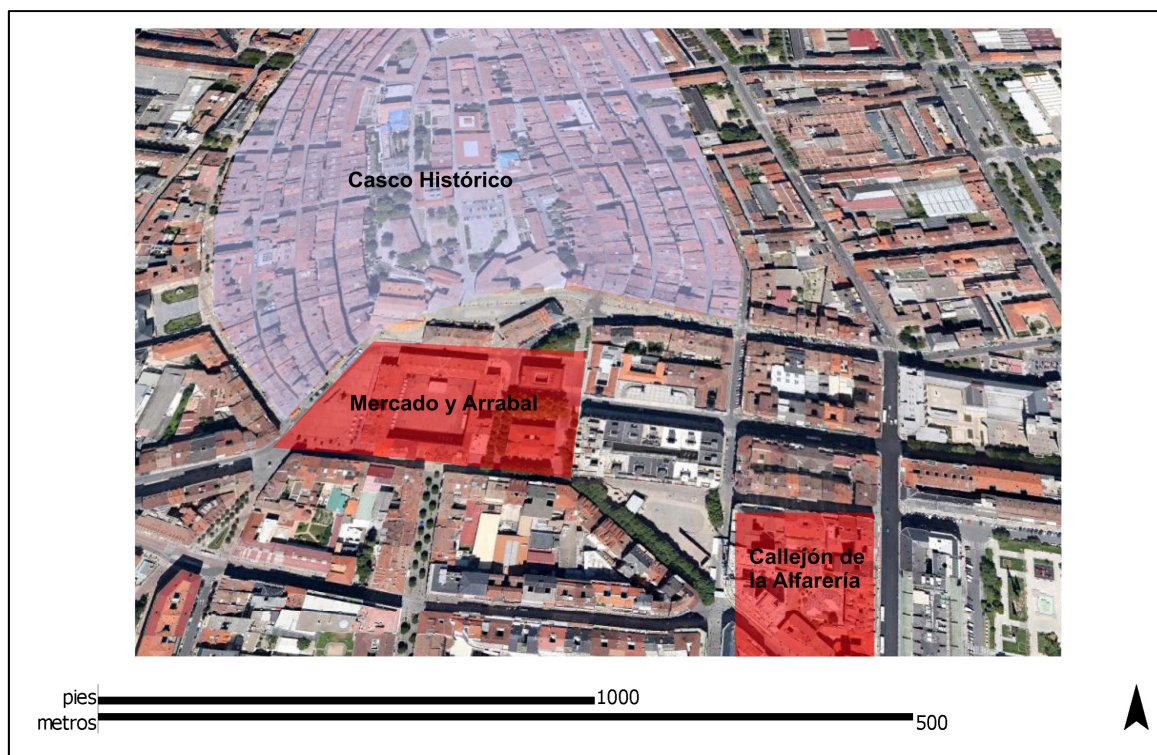 Casco Histórico
Mercado y Arrabal
Callejón de
la Alfarería
pies 1000
metros 500